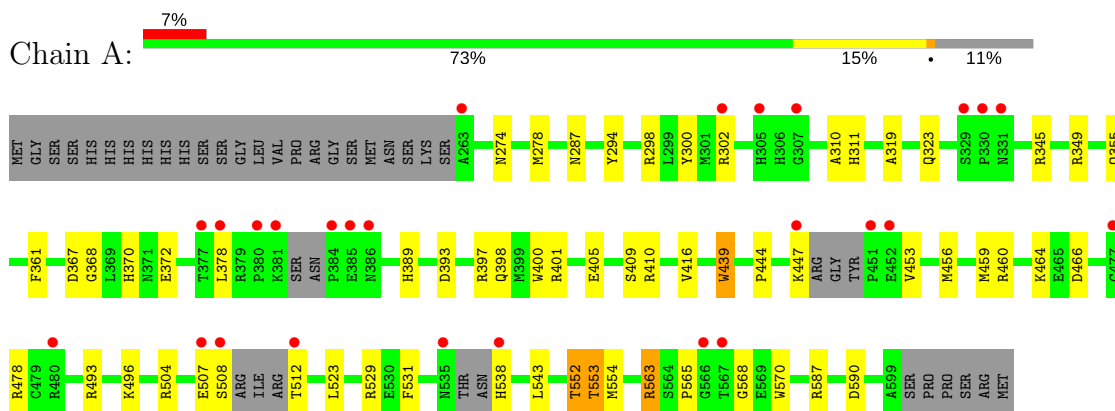 7%
Chain A:
73% 15% • 11%
MET GLY SER SER HIS HIS HIS HIS HIS HIS SER SER GLY LEU VAL PRO ARG GLY SER MET ASN SER LYS SER A263 N274 M278 N287 Y294 R298 L299 Y300 M301 R302 H305 H306 G307 A310 H311 A319 Q323 S329 P330 N331 R345 R349
F361 D367 G368 L369 H370 N371 E372 T377 L378 R379 P380 K381 SER ASN P384 E385 N386 H389 D393 R397 Q398 M399 W400 R401 E405 S409 R410 V416 W439 P444 K447 ARG GLY TYR P451 E452 V453 M456 M459 R460 K464 E465 D466
R478 C479 R480 R493 K496 R504 E507 S508 ARG ILE ARG T512 L523 R529 E530 F531 N535 THR ASN H538 L543 T552 T553 M554 R563 S564 P565 G566 T567 G568 E569 W570 R587 D590 A599 SER PRO PRO SER ARG MET